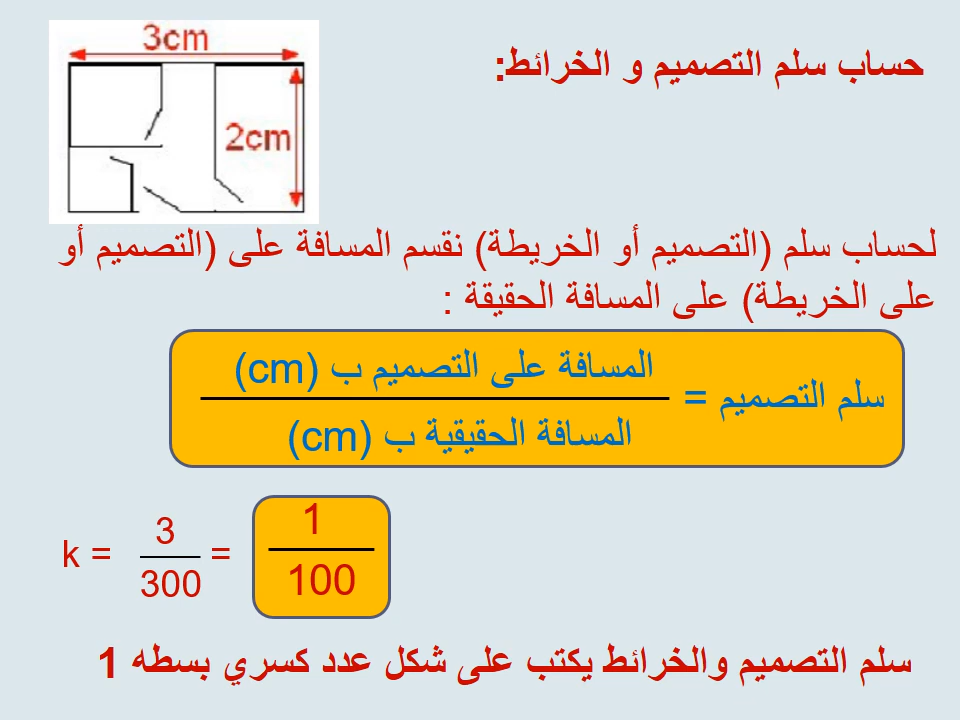 حساب سلم التصميم و الخرائط:
3cm
2cm
لحساب سلم (التصميم أو الخريطة) نقسم المسافة على (التصميم أو
على الخريطة) على المسافة الحقيقة :
المسافة على التصميم ب (cm)
سلم التصميم =
المسافة الحقيقية ب (cm)
1
3
k = =
100
300
سلم التصميم والخرائط يكتب على شكل عدد كسري بسطه 1